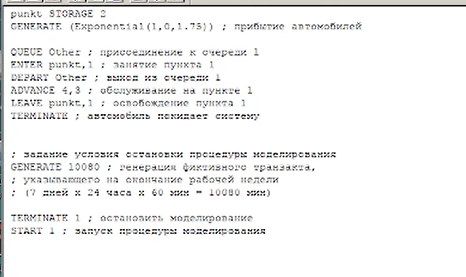 punkt STORAGE 2
GENERATE (Exponential(1,0,1.75)) ; прибытие автомобилей
QUEUE Other ; присоединение к очереди 1
ENTER punkt,1 ; занятие пункта 1
DEPART Other ; выход из очереди 1
ADVANCE 4,3 ; обслуживание на пункте 1
LEAVE punkt,1 ; освобождение пункта 1
TERMINATE ; автомобиль покидает систему
; задание условия остановки процедуры моделирования
GENERATE 10080 ; генерация фиктивного транзакта,
; указывающего на окончание рабочей недели
; (7 дней x 24 часа x 60 мин = 10080 мин)
TERMINATE 1 ; остановить моделирование
START 1 ; запуск процедуры моделирования